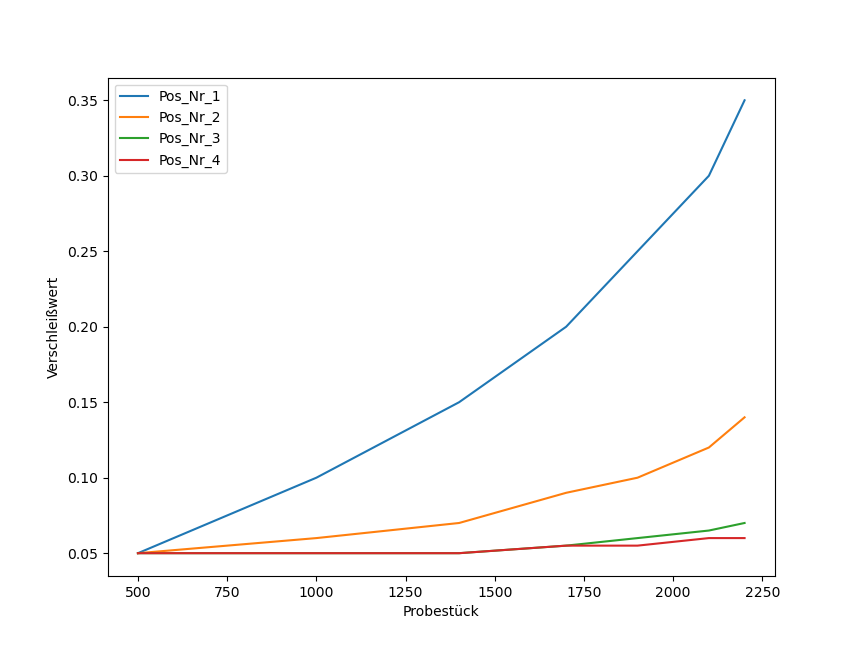 Pos_Nr_1
Pos_Nr_2
Pos_Nr_3
Pos_Nr_4
Verschleißwert
0.35
0.30
0.25
0.20
0.15
0.10
0.05
500 750 1000 1250 1500 1750 2000 2250
Probestück